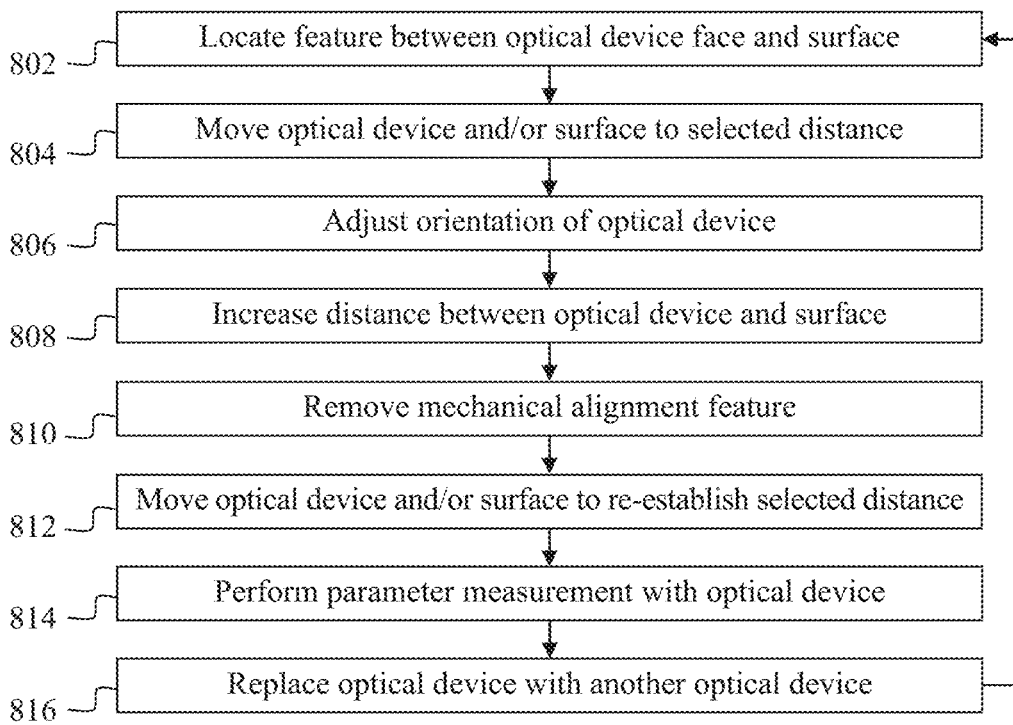 Locate feature between optical device face and surface
802
Move optical device and/or surface to selected distance
804
Adjust orientation of optical device
806
Increase distance between optical device and surface
808
Remove mechanical alignment feature
810
Move optical device and/or surface to re-establish selected distance
812
Perform parameter measurement with optical device
814
Replace optical device with another optical device
816